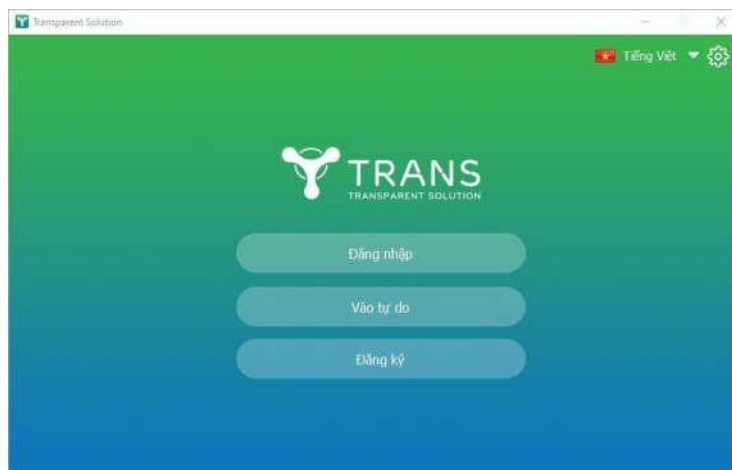 Transparent Solution
Tiếng Việt
TRANS
TRANSPARENT SOLUTION
Đăng nhập
Vào tự do
Đăng ký